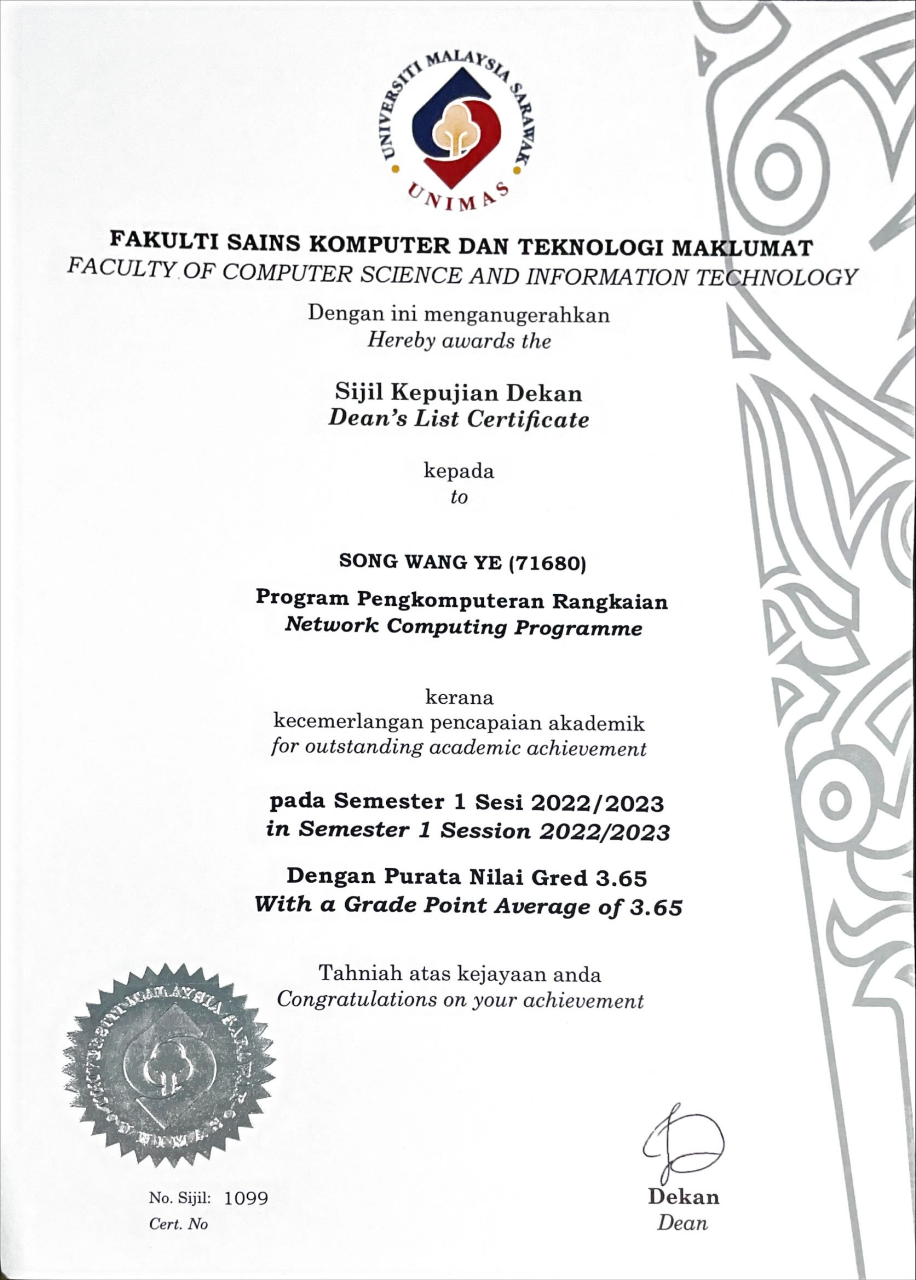 UNIVERSITI MALAYSIA SARAWAK
UNIMAS
FAKULTI SAINS KOMPUTER DAN TEKNOLOGI MAKLUMAT
FACULTY OF COMPUTER SCIENCE AND INFORMATION TECHNOLOGY
Dengan ini menganugerahkan
Hereby awards the
Sijil Kepujian Dekan
Dean's List Certificate
kepada
to
SONG WANG YE (71680)
Program Pengkomputeran Rangkaian
Network Computing Programme
kerana
kecemerlangan pencapaian akademik
for outstanding academic achievement
pada Semester 1 Sesi 2022/2023
in Semester 1 Session 2022/2023
Dengan Purata Nilai Gred 3.65
With a Grade Point Average of 3.65
Tahniah atas kejayaan anda
Congratulations on your achievement
UNIVERSITI MALAYSIA SARAWAK
UNIMAS
No. Sijil: 1099
Cert. No
Dekan
Dean